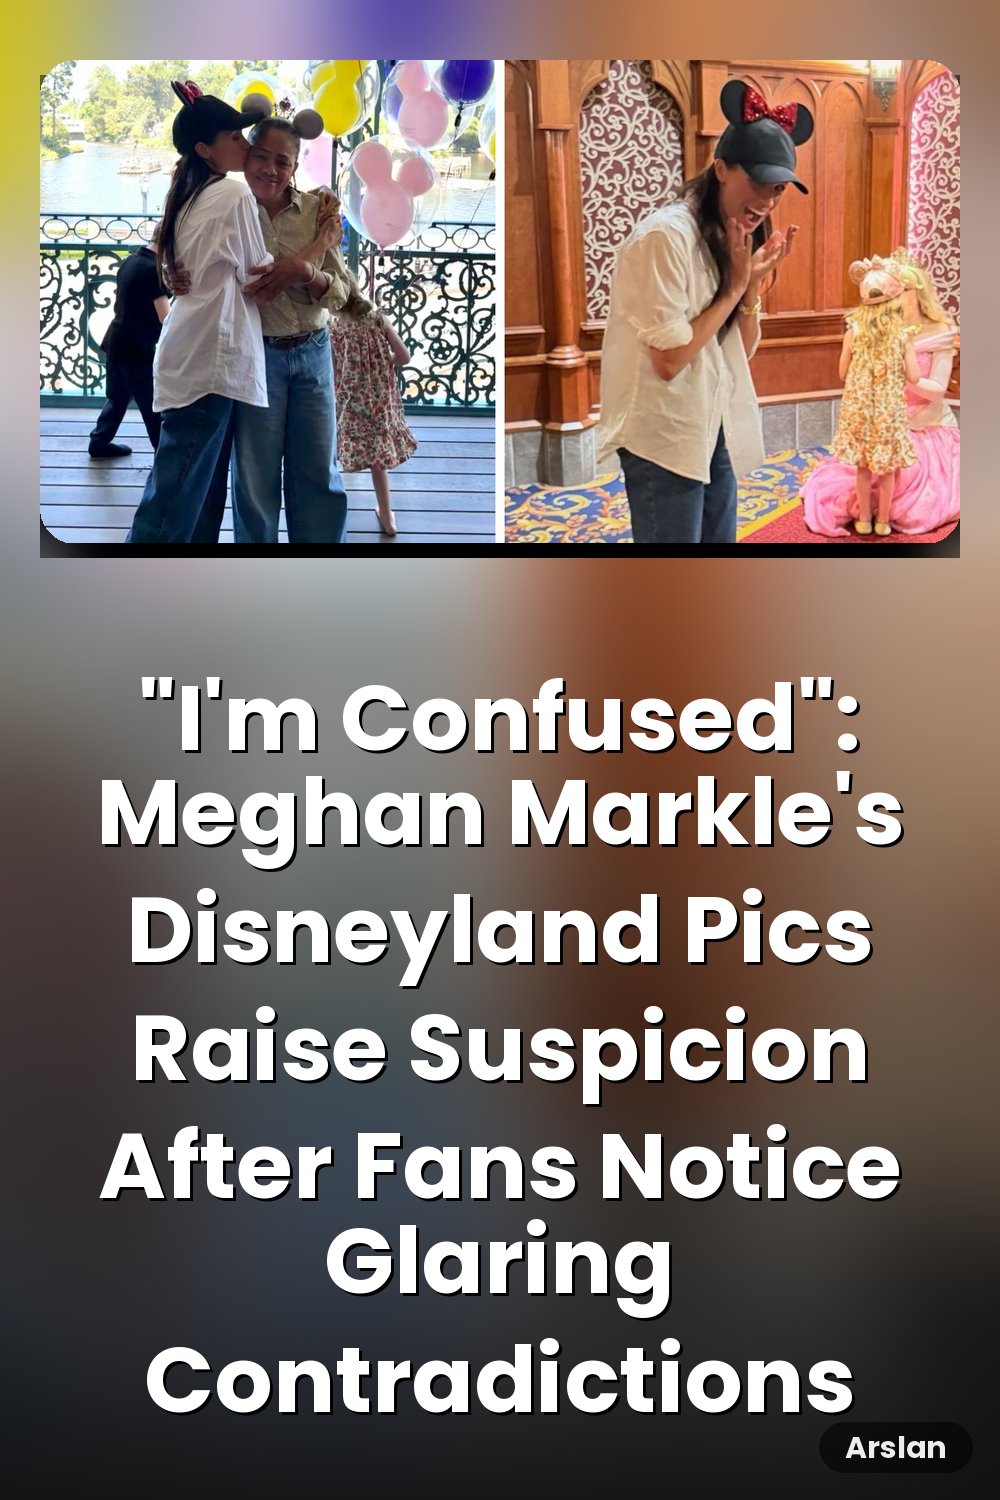 "I'm Confused":
Meghan Markle's
Disneyland Pics
Raise Suspicion
After Fans Notice
Glaring
Contradictions
Arslan